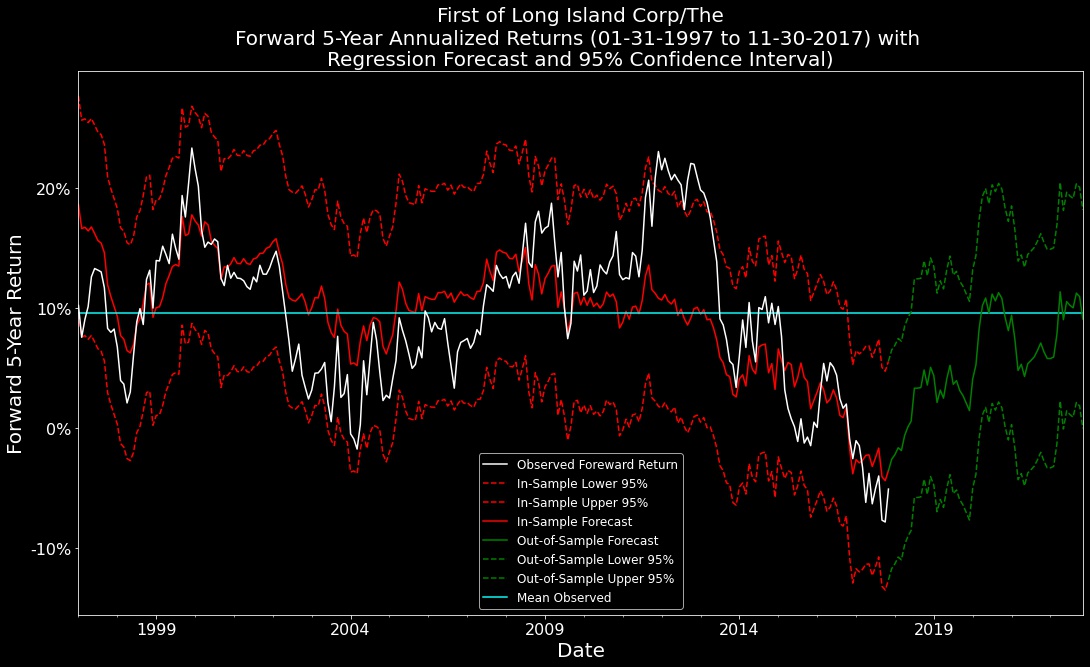 First of Long Island Corp/The
Forward 5-Year Annualized Returns (01-31-1997 to 11-30-2017) with
Regression Forecast and 95% Confidence Interval)
Forward 5-Year Return
20%
10%
0%
-10%
Observed Foreward Return
In-Sample Lower 95%
In-Sample Upper 95%
In-Sample Forecast
Out-of-Sample Forecast
Out-of-Sample Lower 95%
Out-of-Sample Upper 95%
Mean Observed
1999 2004 2009 2014 2019
Date